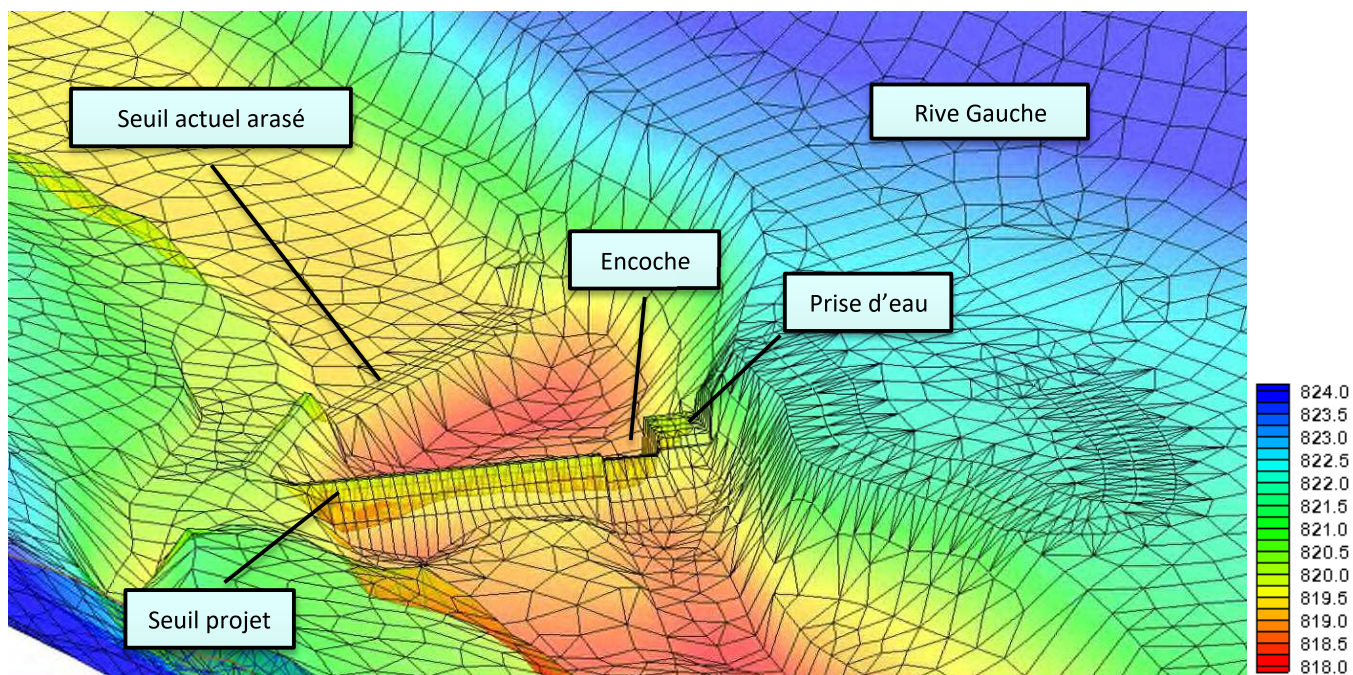 Seuil actuel arasé
Rive Gauche
Encoche
Prise d'eau
Seuil projet
824.0
823.5
823.0
822.5
822.0
821.5
821.0
820.5
820.0
819.5
819.0
818.5
818.0